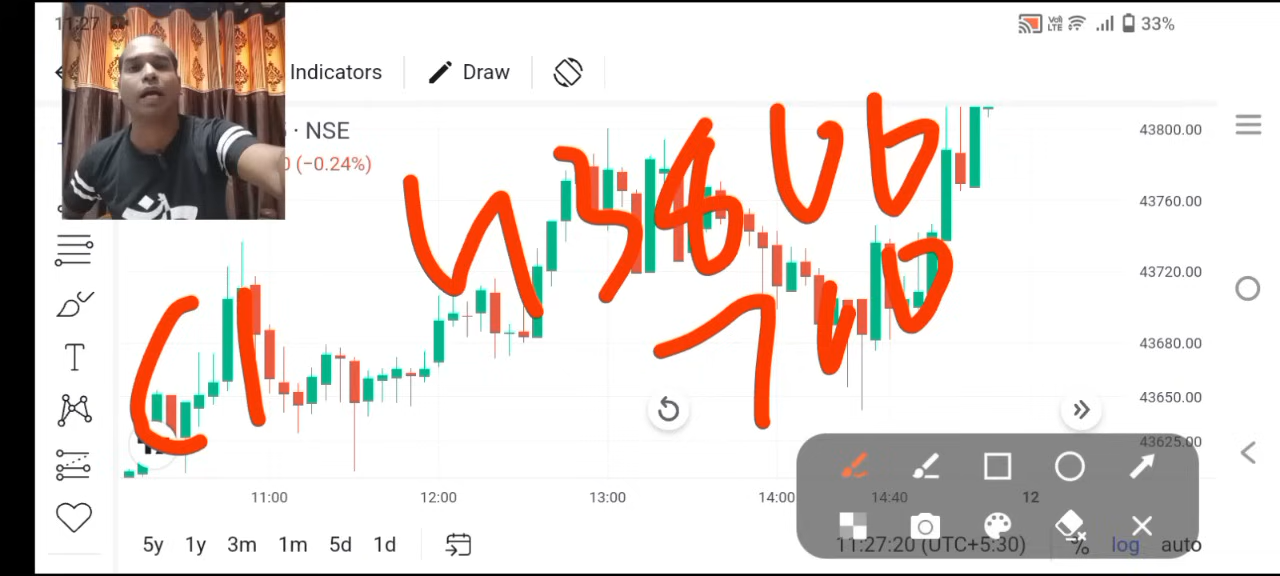 11:27
33%
Indicators
Draw
· NSE
(−0.24%)
43800.00
43760.00
43720.00
43680.00
43650.00
43625.00
700
11:00
12:00
13:00
14:00
14:40
12
5y
1y
3m
1m
5d
1d
11:27:20 (UTC+5:30)
%
log
auto